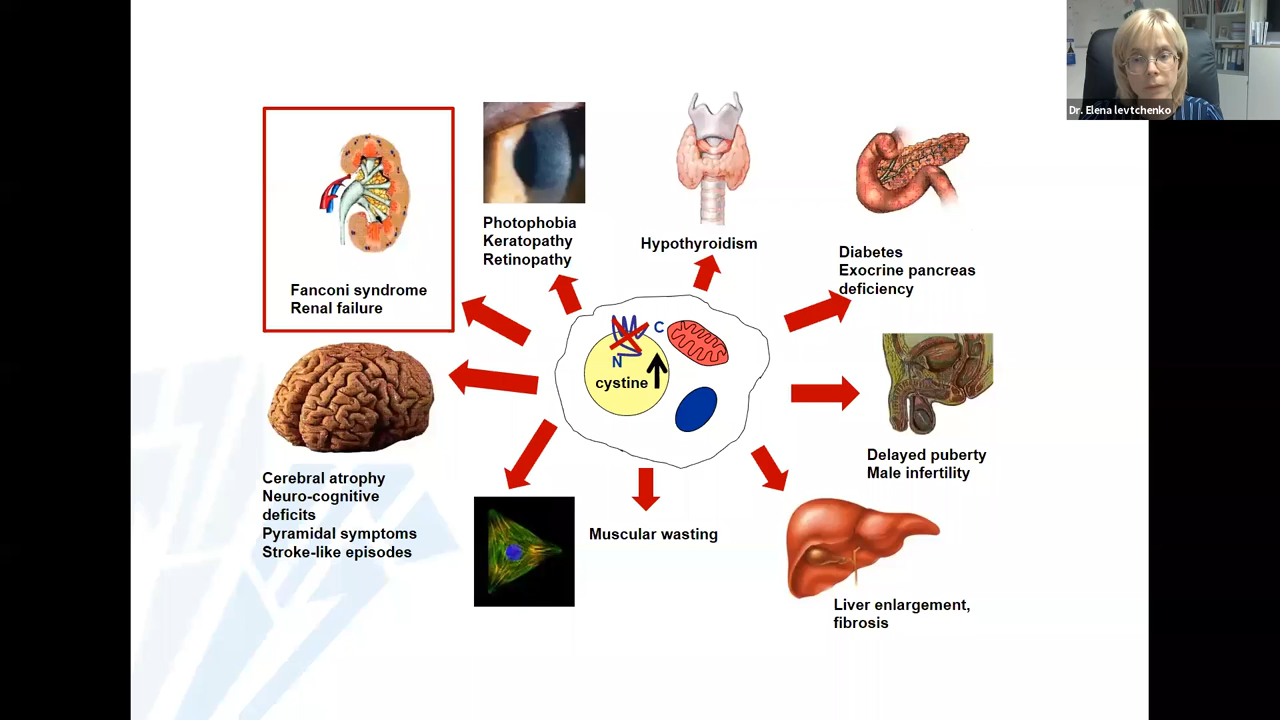 Dr. Elena levtchenko
Fanconi syndrome
Renal failure
Photophobia
Keratopathy
Retinopathy
Hypothyroidism
Diabetes
Exocrine pancreas
deficiency
C
N
cystine
Cerebral atrophy
Neuro-cognitive
deficits
Pyramidal symptoms
Stroke-like episodes
Muscular wasting
Delayed puberty
Male infertility
Liver enlargement,
fibrosis